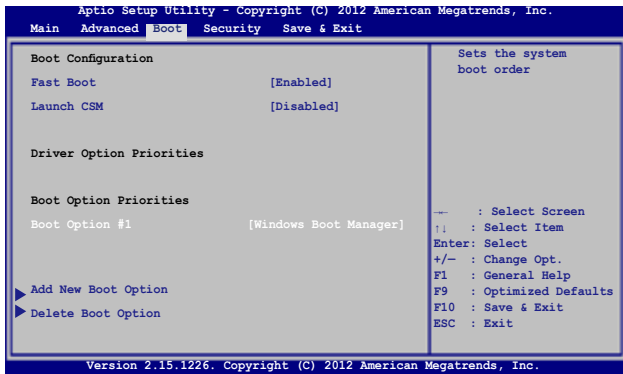 Aptio Setup Utility - Copyright (C) 2012 American Megatrends, Inc.
Main Advanced Boot Security Save & Exit
Boot Configuration
Fast Boot [Enabled]
Launch CSM [Disabled]
Driver Option Priorities
Boot Option Priorities
Boot Option #1 [Windows Boot Manager]
Add New Boot Option
Delete Boot Option
Sets the system
boot order
→← : Select Screen
↑↓ : Select Item
Enter: Select
+/— : Change Opt.
F1 : General Help
F9 : Optimized Defaults
F10 : Save & Exit
ESC : Exit
Version 2.15.1226. Copyright (C) 2012 American Megatrends, Inc.